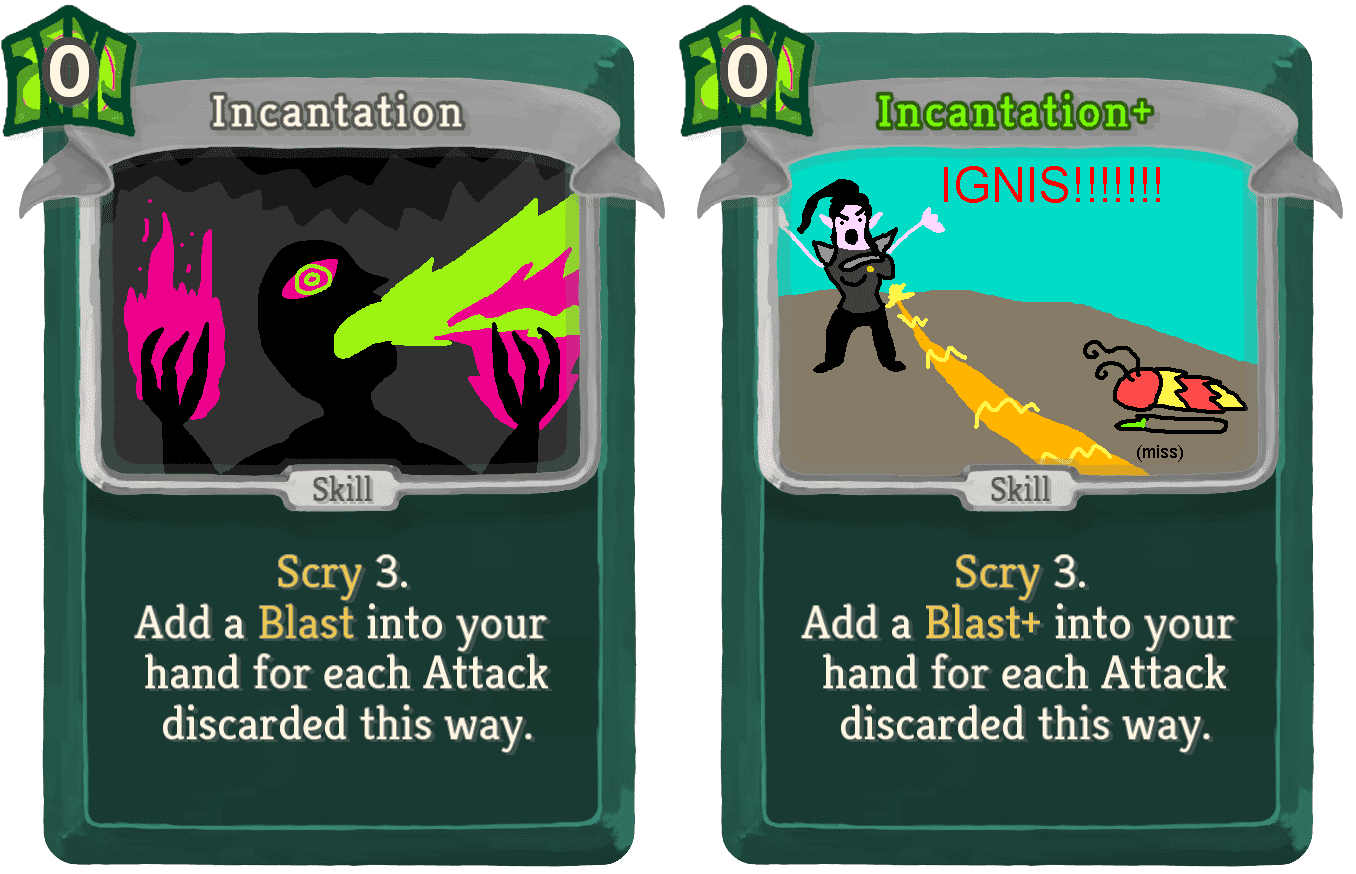 0
Incantation
Skill
Scry 3.
Add a Blast into your
hand for each Attack
discarded this way.
0
Incantation+
IGNIS!!!!!!!
(miss)
Skill
Scry 3.
Add a Blast+ into your
hand for each Attack
discarded this way.